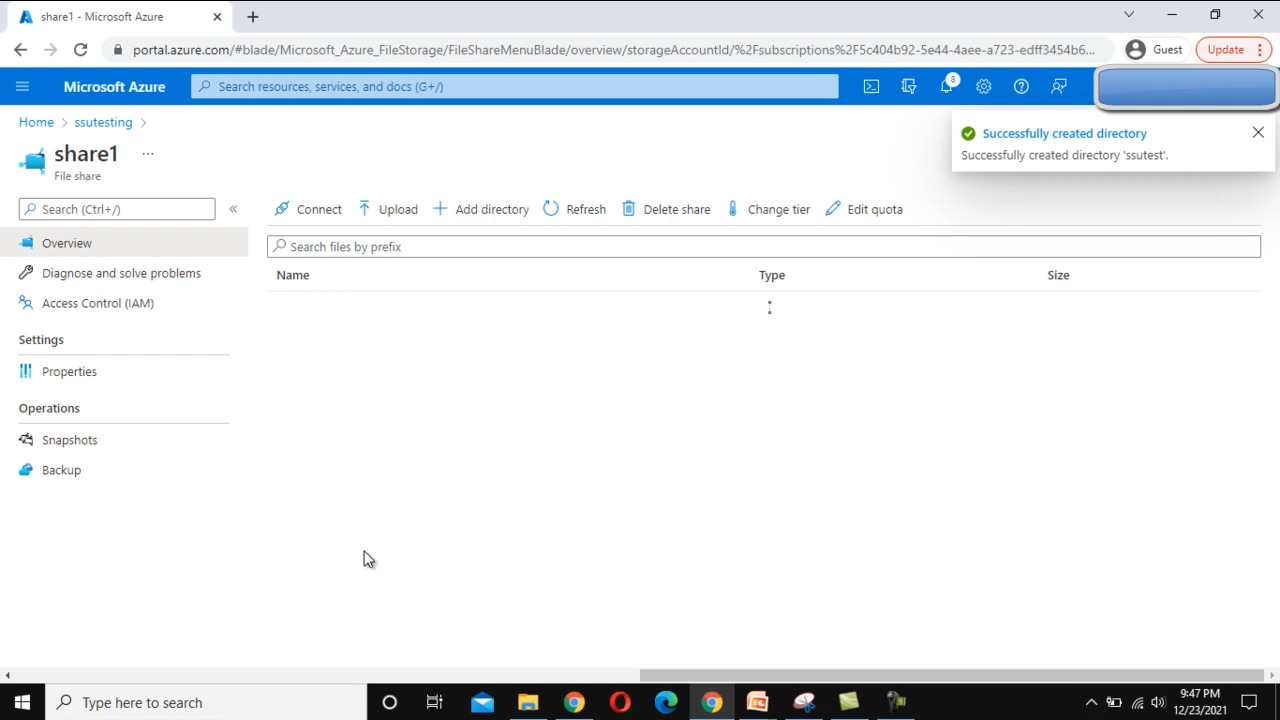 share1 - Microsoft Azure
portal.azure.com/#blade/Microsoft_Azure_FileStorage/FileShareMenuBlade/overview/storageAccountId/%2Fsubscriptions%2F5c404b92-5e44-4aee-a723-edff3454b6...
Guest
Update
Microsoft Azure
Search resources, services, and docs (G+/)
8
Home > ssutesting >
share1 ...
File share
Successfully created directory
Successfully created directory 'ssutest'.
Search (Ctrl+/)
«
Connect
Upload
Add directory
Refresh
Delete share
Change tier
Edit quota
Overview
Diagnose and solve problems
Access Control (IAM)
Settings
Properties
Operations
Snapshots
Backup
Search files by prefix
Name
Type
Size
Type here to search
9:47 PM
12/23/2021